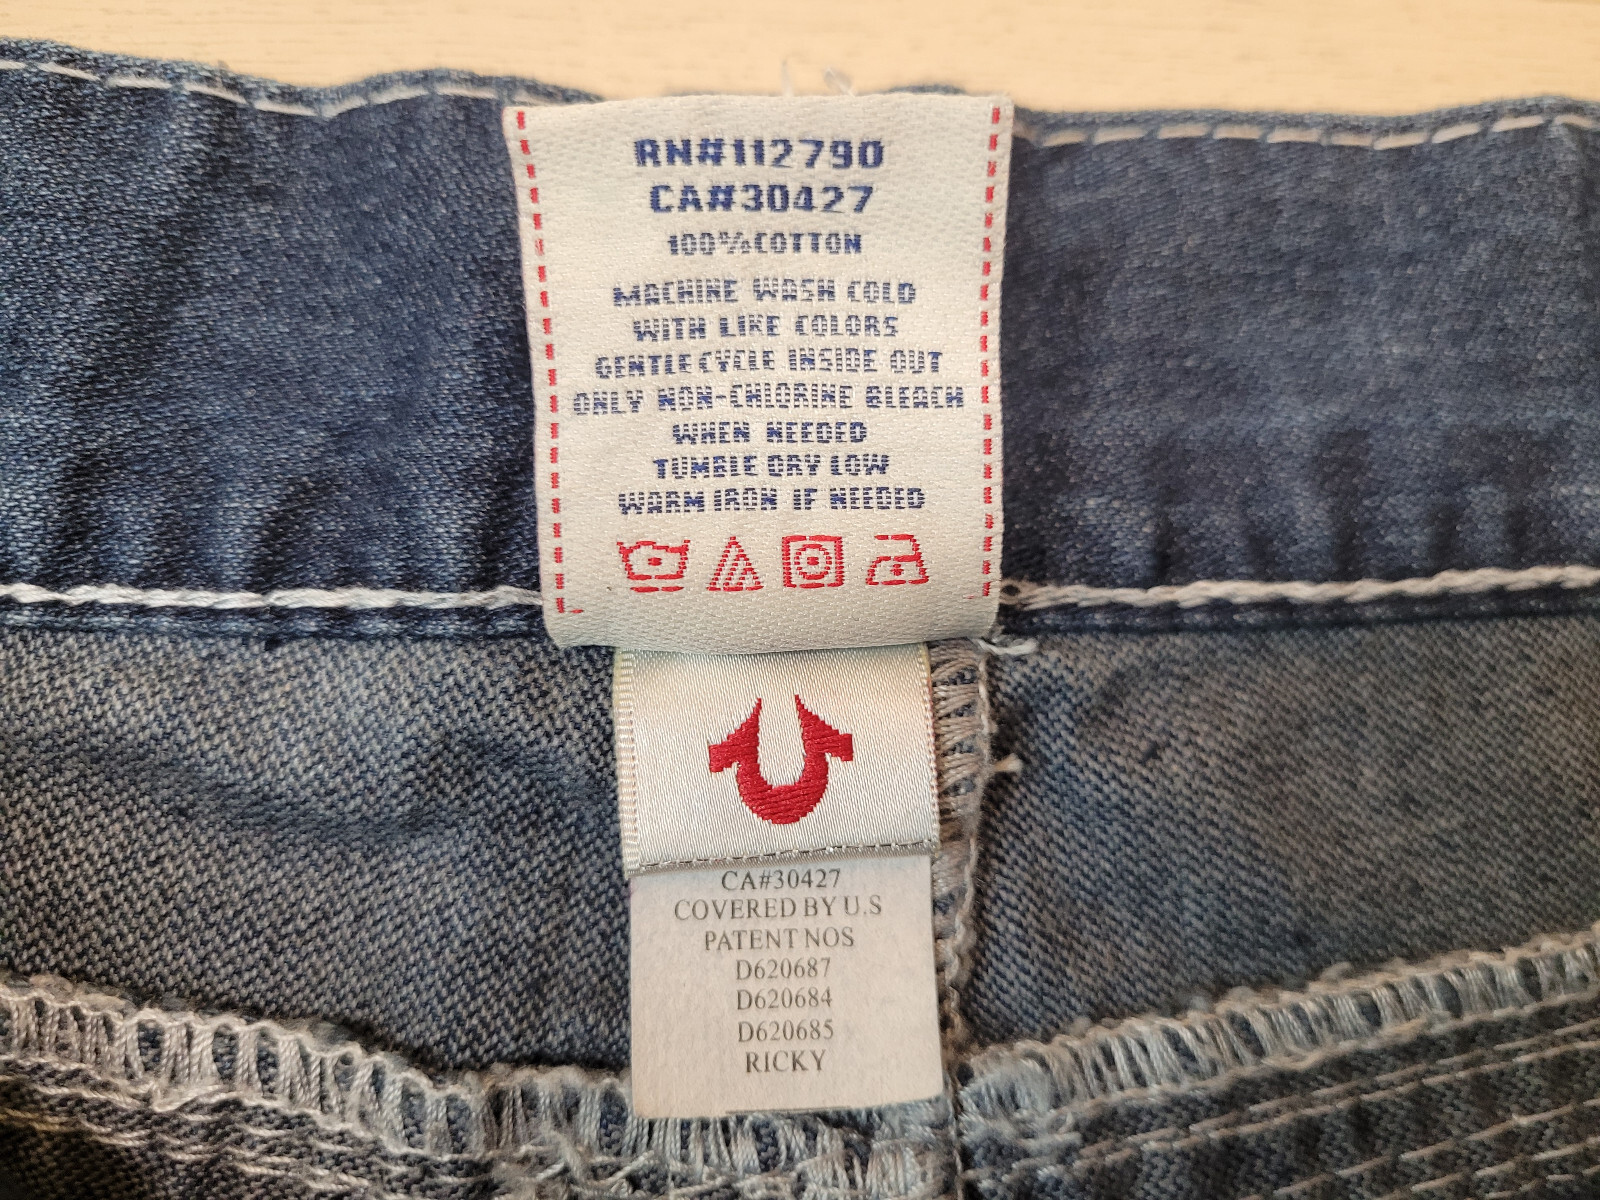 RN#112790
CA#30427
100%COTTON
MACHINE WASH COLD
WITH LIKE COLORS
GENTLE CYCLE INSIDE OUT
ONLY NON-CHLORINE BLEACH
WHEN NEEDED
TUMBLE DRY LOW
WARM IRON IF NEEDED
CA#30427
COVERED BY U.S
PATENT NOS
D620687
D620684
D620685
RICKY